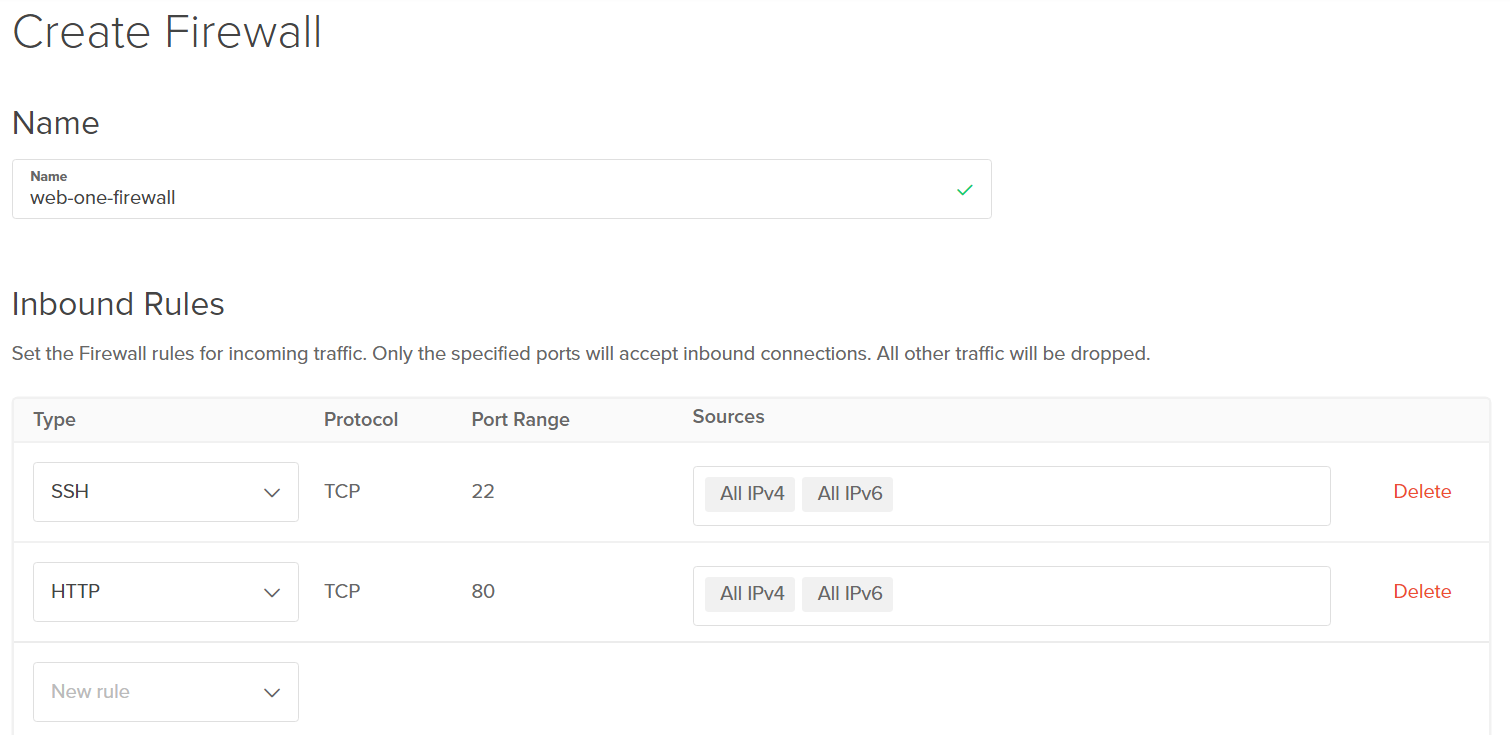 Create Firewall
Name
Name
web-one-firewall
Inbound Rules
Set the Firewall rules for incoming traffic. Only the specified ports will accept inbound connections. All other traffic will be dropped.
Type Protocol Port Range Sources
SSH TCP 22 All IPv4 All IPv6 Delete
HTTP TCP 80 All IPv4 All IPv6 Delete
New rule